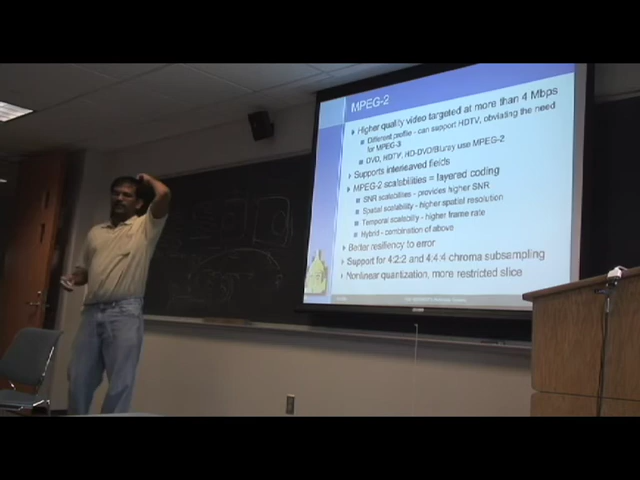 MPEG-2
Higher quality video targeted at more than 4 Mbps
Different profile - can support HDTV, obviating the need
for MPEG-3
DVD, HDTV, HD-DVD/Bluray use MPEG-2
Supports interleaved fields
MPEG-2 scalabilities = layered coding
SNR scalabilities - provides higher SNR
Spatial scalability - higher spatial resolution
Temporal scalability - higher frame rate
Hybrid - combination of above
Better resiliency to error
Support for 4:2:2 and 4:4:4 chroma subsampling
Nonlinear quantization, more restricted slice